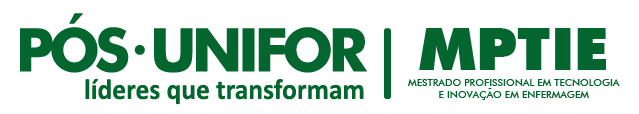 PÓS·UNIFOR
líderes que transformam
MPTIE
MESTRADO PROFISSIONAL EM TECNOLOGIA
E INOVAÇÃO EM ENFERMAGEM